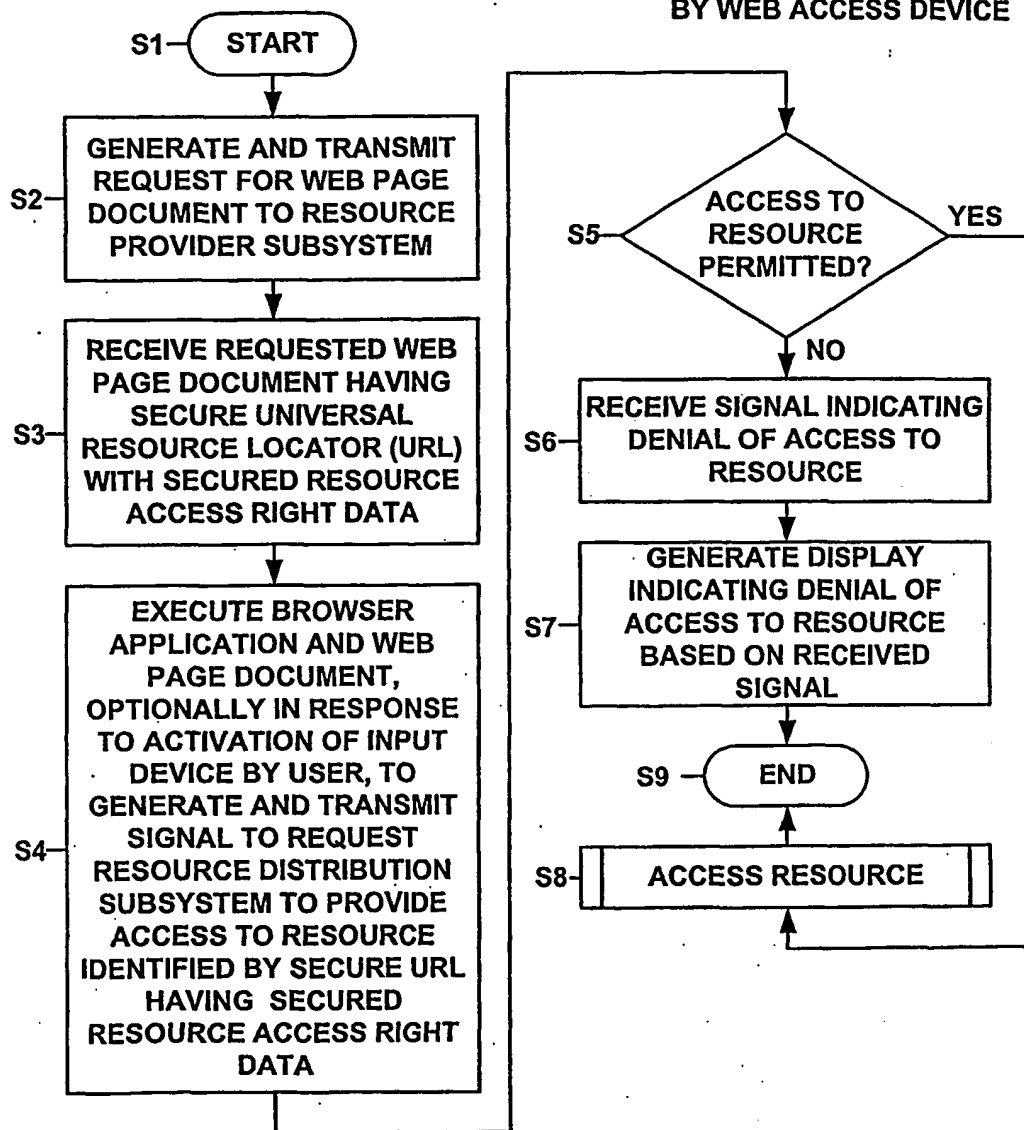 BY WEB ACCESS DEVICE
S1
START
S2
GENERATE AND TRANSMIT
REQUEST FOR WEB PAGE
DOCUMENT TO RESOURCE
PROVIDER SUBSYSTEM
S3
RECEIVE REQUESTED WEB
PAGE DOCUMENT HAVING
SECURE UNIVERSAL
RESOURCE LOCATOR (URL)
WITH SECURED RESOURCE
ACCESS RIGHT DATA
S4
EXECUTE BROWSER
APPLICATION AND WEB
PAGE DOCUMENT,
OPTIONALLY IN RESPONSE
TO ACTIVATION OF INPUT
DEVICE BY USER, TO
GENERATE AND TRANSMIT
SIGNAL TO REQUEST
RESOURCE DISTRIBUTION
SUBSYSTEM TO PROVIDE
ACCESS TO RESOURCE
IDENTIFIED BY SECURE URL
HAVING SECURED
RESOURCE ACCESS RIGHT
DATA
S5
ACCESS TO
RESOURCE
PERMITTED?
YES
NO
S6
RECEIVE SIGNAL INDICATING
DENIAL OF ACCESS TO
RESOURCE
S7
GENERATE DISPLAY
INDICATING DENIAL OF
ACCESS TO RESOURCE
BASED ON RECEIVED
SIGNAL
S9
END
S8
ACCESS RESOURCE